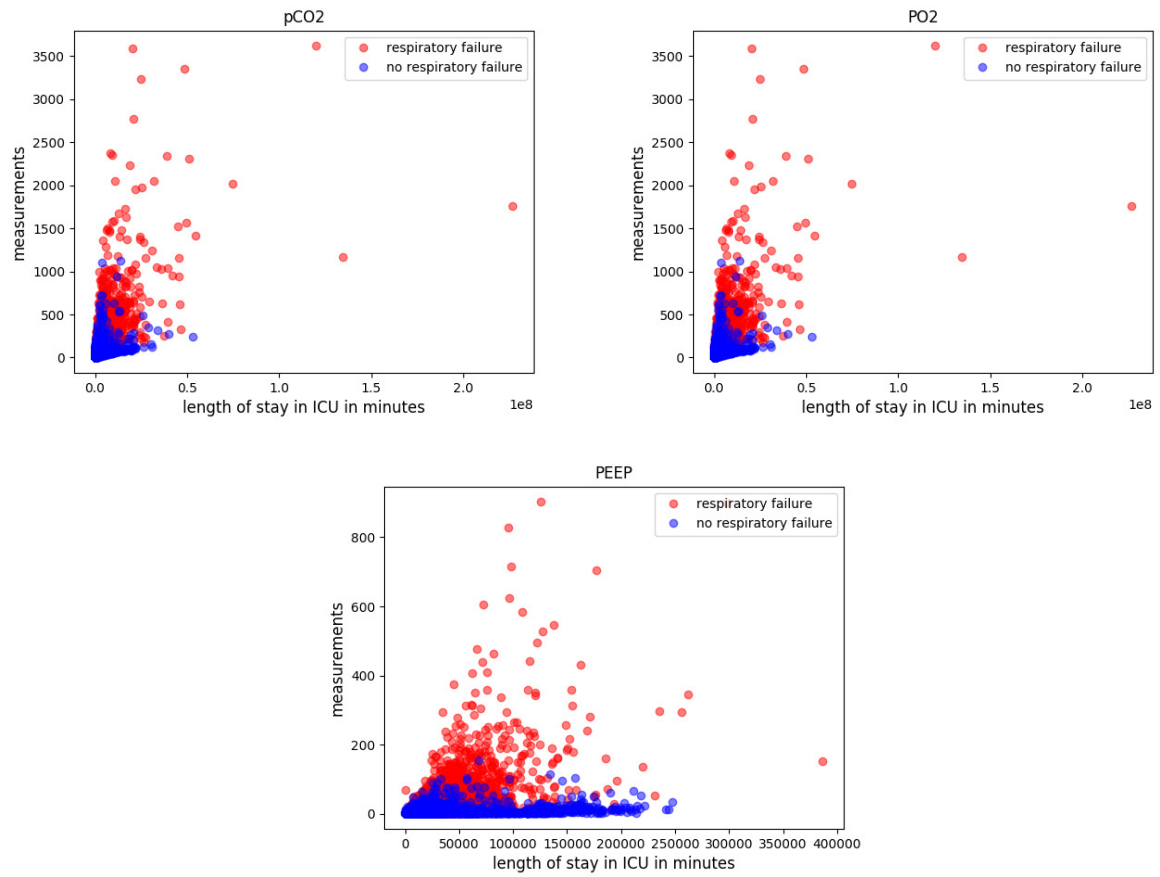 pCO2
respiratory failure
no respiratory failure
measurements
3500
3000
2500
2000
1500
1000
500
0
0.0
0.5
1.0
1.5
2.0
1e8
length of stay in ICU in minutes
PO2
respiratory failure
no respiratory failure
measurements
3500
3000
2500
2000
1500
1000
500
0
0.0
0.5
1.0
1.5
2.0
1e8
length of stay in ICU in minutes
PEEP
respiratory failure
no respiratory failure
measurements
800
600
400
200
0
0
50000
100000
150000
200000
250000
300000
350000
400000
length of stay in ICU in minutes